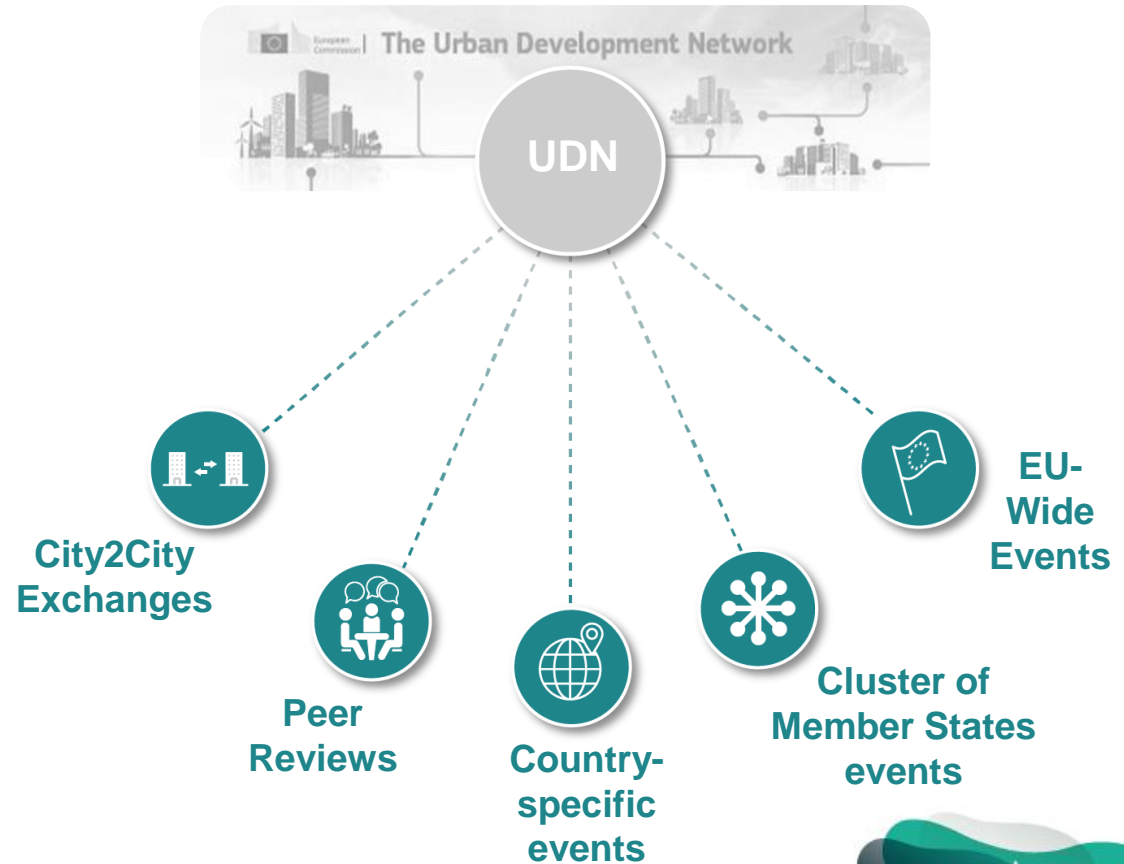 European
Commission
The Urban Development Network
UDN
City2City
Exchanges
Peer
Reviews
Country-
specific
events
Cluster of
Member States
events
EU-
Wide
Events